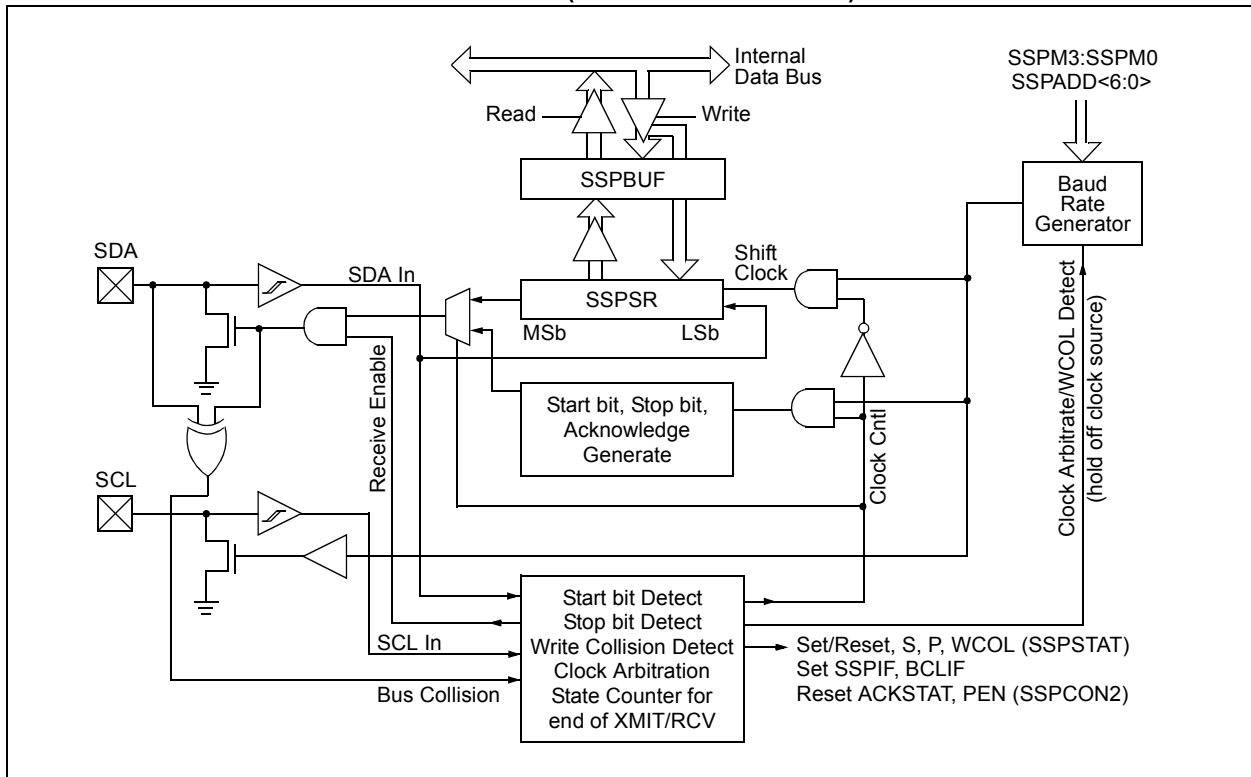 Internal
Data Bus
SSPM3:SSPM0
SSPADD<6:0>
Read
Write
SSPBUF
Baud
Rate
Generator
SDA
SDA In
Shift
Clock
SSPSR
MSb
LSb
Receive Enable
Start bit, Stop bit,
Acknowledge
Generate
Clock Cntl
Clock Arbitrate/WCOL Detect
(hold off clock source)
SCL
SCL In
Bus Collision
Start bit Detect
Stop bit Detect
Write Collision Detect
Clock Arbitration
State Counter for
end of XMIT/RCV
Set/Reset, S, P, WCOL (SSPSTAT)
Set SSPIF, BCLIF
Reset ACKSTAT, PEN (SSPCON2)